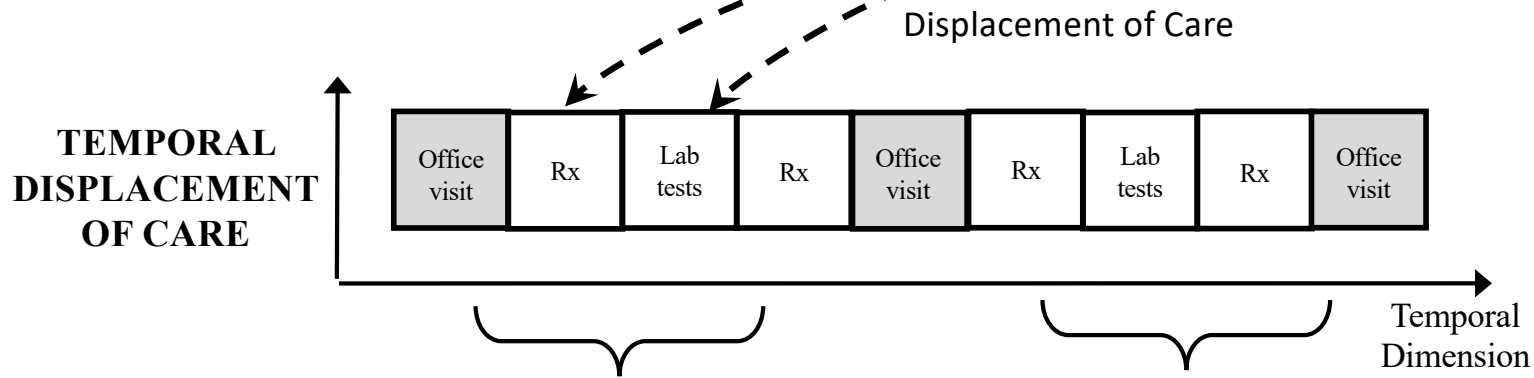 Displacement of Care
TEMPORAL
DISPLACEMENT
OF CARE
Office
visit
Rx
Lab
tests
Rx
Office
visit
Rx
Lab
tests
Rx
Office
visit
Temporal
Dimension